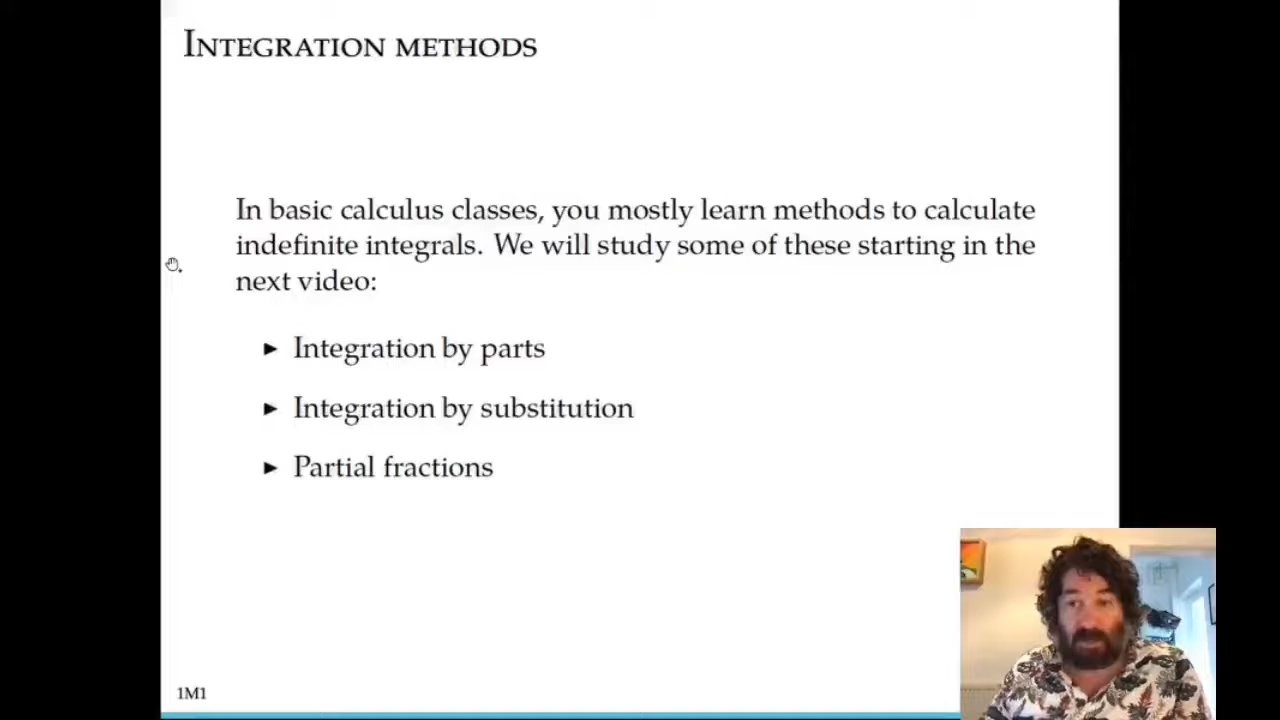 INTEGRATION METHODS
In basic calculus classes, you mostly learn methods to calculate
indefinite integrals. We will study some of these starting in the
next video:
▶ Integration by parts
▶ Integration by substitution
▶ Partial fractions
1M1